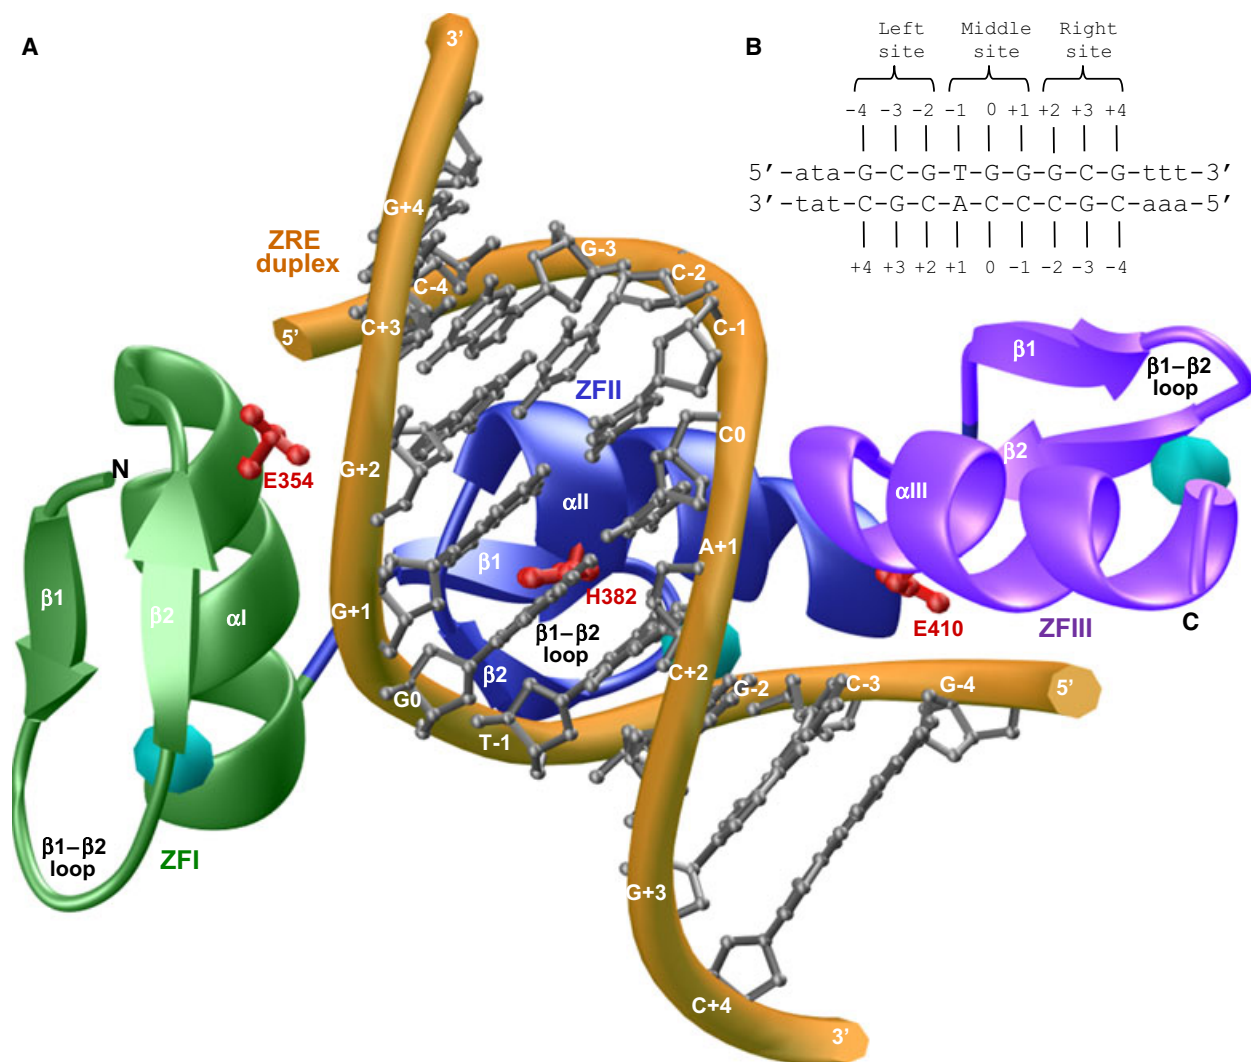 A
3'
G+4
ZRE
duplex
G-3
C-4
C-2
5'
C+3
C-1
ZFII
C0
N
E354
G+2
αII
A+1
β1
β2
αI
G+1
β1
H382
β1–β2
loop
β2
C+2
G0
T-1
G-2
C-3
G-4
5'
β1–β2
loop
ZFI
G+3
C+4
3'
β1
β1–β2
loop
β2
αIII
E410
ZFIII
C
B
Left
site
Middle
site
Right
site
-4 -3 -2 -1 0 +1 +2 +3 +4
5'-ata-G-C-G-T-G-G-G-C-G-ttt-3'
3'-tat-C-G-C-A-C-C-C-G-C-aaa-5'
+4 +3 +2 +1 0 -1 -2 -3 -4